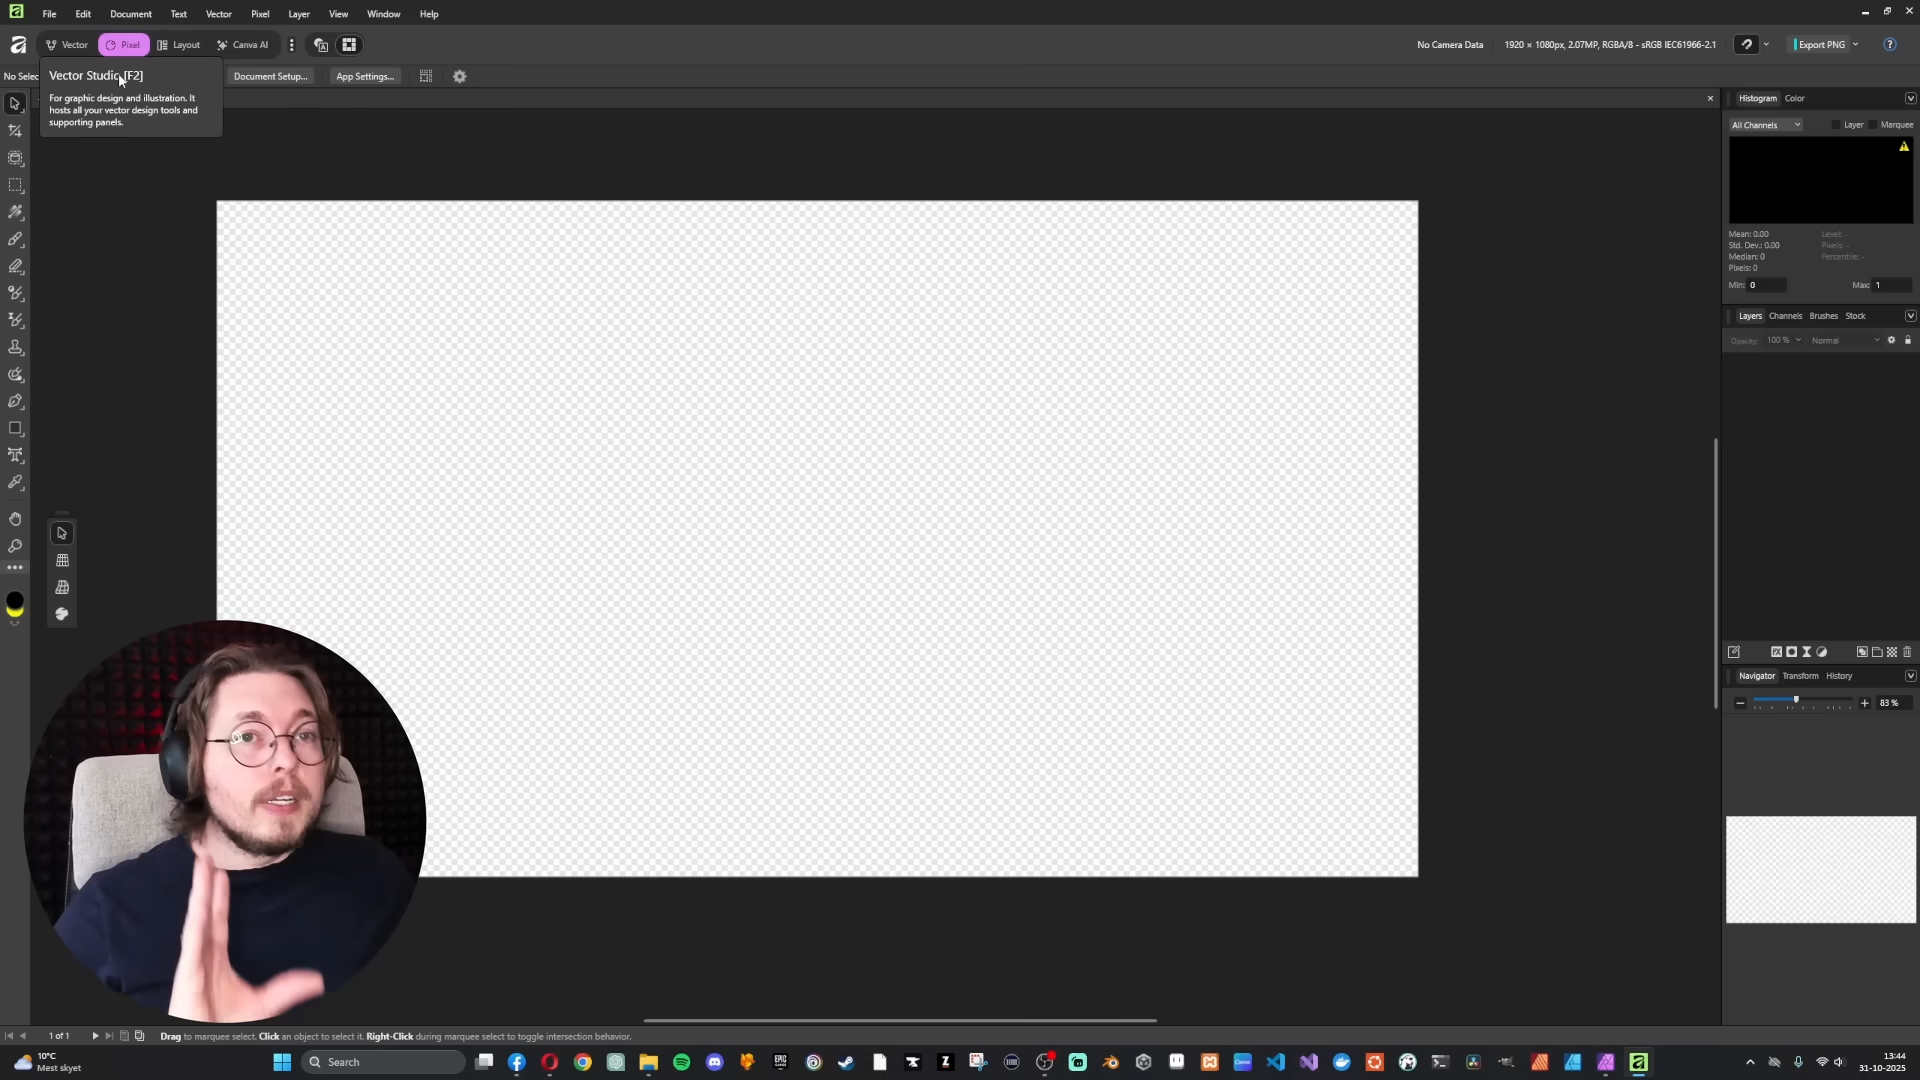 File Edit Document Text Vector Pixel Layer View Window Help
Vector Pixel Layout Canva AI No Camera Data 1920 × 1080px, 2.07MP, RGBA/8 - sRGB IEC61966-2.1 Export PNG
No Selec Document Setup... App Settings...
Vector Studio [F2]
For graphic design and illustration. It
hosts all your vector design tools and
supporting panels.
Histogram Color
All Channels Layer Marquee
Mean: 0.00 Level: -
Std. Dev.: 0.00 Pixels: -
Median: 0 Percentile: -
Pixels: 0
Min: 0 Max: 1
Layers Channels Brushes Stock
Opacity: 100 % Normal
Navigator Transform History
83 %
1 of 1 Drag to marquee select. Click an object to select it. Right-Click during marquee select to toggle intersection behavior.
10°C
Mest skyet
Search
13:44
31-10-2025